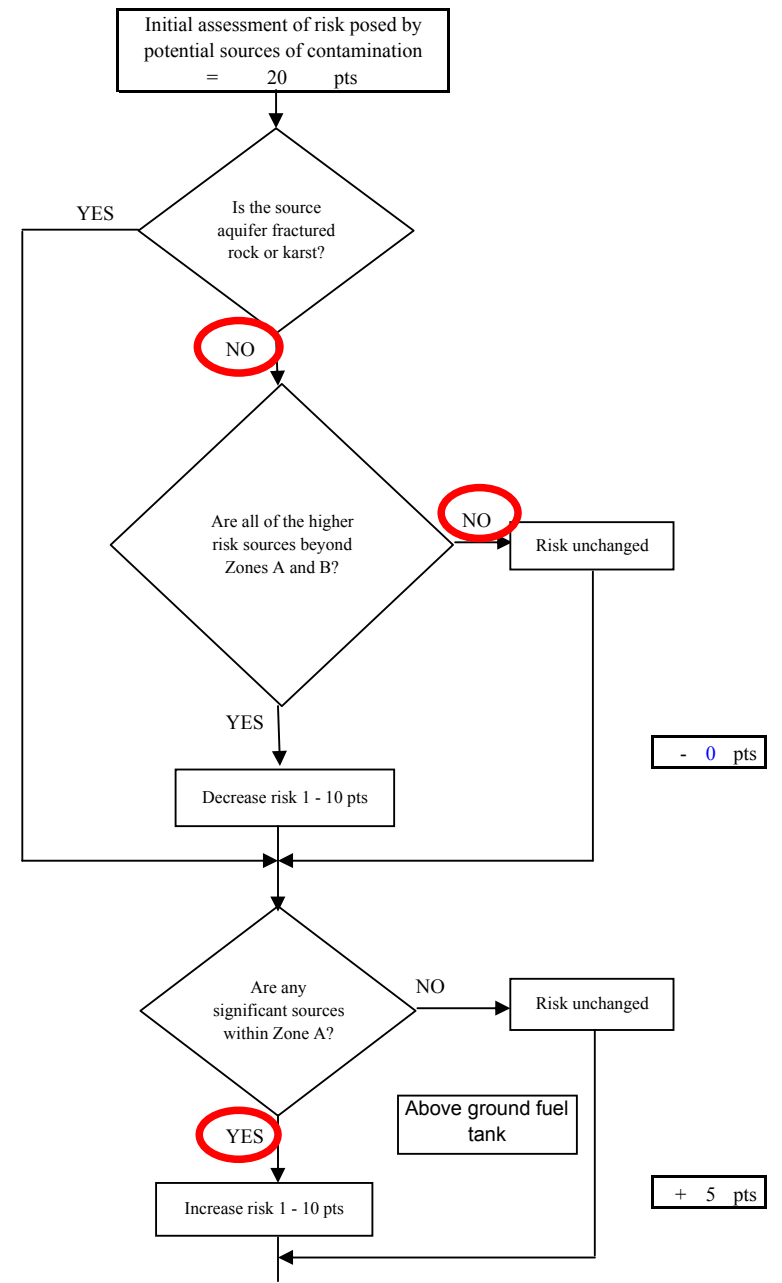 Initial assessment of risk posed by
potential sources of contamination
= 20 pts
YES
Is the source
aquifer fractured
rock or karst?
NO
NO
Are all of the higher
risk sources beyond
Zones A and B?
Risk unchanged
YES
- 0 pts
Decrease risk 1 - 10 pts
Are any
significant sources
within Zone A?
NO
Risk unchanged
Above ground fuel
tank
YES
+ 5 pts
Increase risk 1 - 10 pts